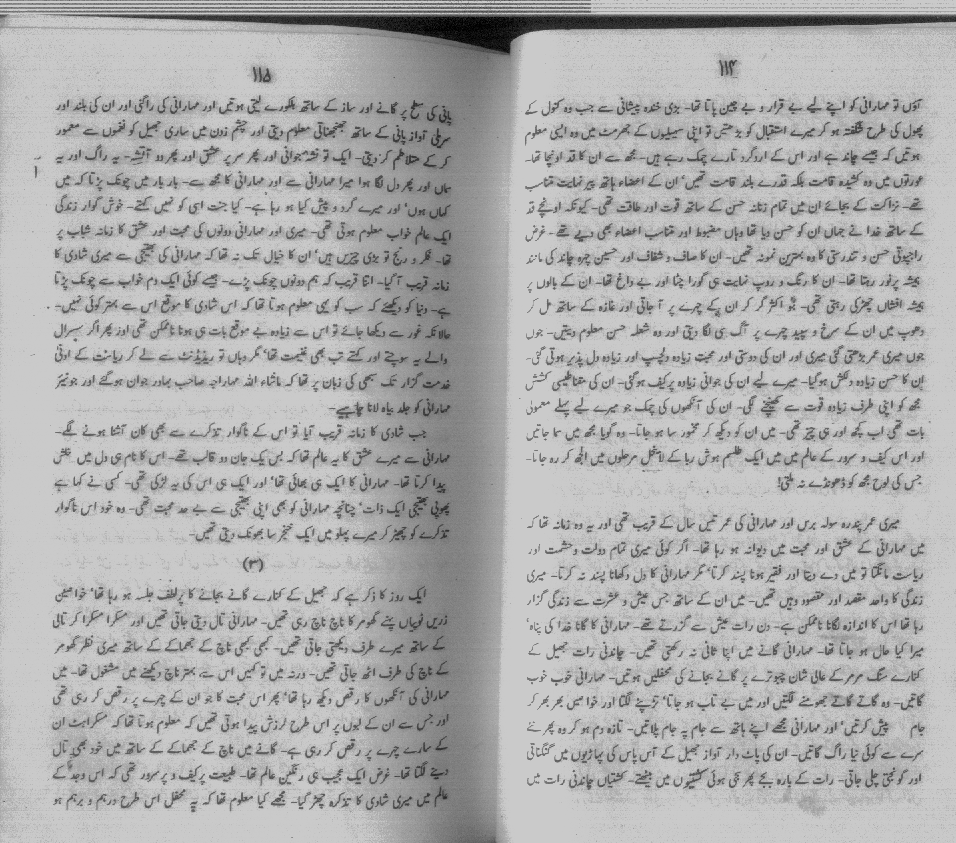 ۱۱۴
آؤں تو مہارانی کو اپنے لیے بے قرار و بے چین پاتا تھا۔ بڑی خندہ پیشانی سے جب وہ کنول کے
پھول کی طرح شگفتہ ہو کر میرے استقبال کو بڑھتیں تو اپنی سہیلیوں کے جھرمٹ میں وہ ایسی معلوم
ہوتیں کہ جیسے چاند ہے اور اس کے اردگرد تارے چمک رہے ہیں۔ مجھ سے ان کا قد اونچا تھا۔
عورتوں میں وہ کشیدہ قامت بلکہ قدرے بلند قامت تھیں' ان کے اعضاء ہاتھ پیر نہایت متناسب
تھے۔ نزاکت کے بجائے ان میں تمام زنانہ حسن کے ساتھ قوت اور طاقت تھی۔ کیونکہ اونچے قد
کے ساتھ خدا نے جہاں ان کو حسن دیا تھا وہاں مضبوط اور متناسب اعضاء بھی دیے تھے۔ غرض
راجپوتی حسن و تندرستی کا وہ بہترین نمونہ تھیں۔ ان کا صاف و شفاف اور حسین چہرہ چاند کی مانند
ہمیشہ پرنور رہتا تھا۔ ان کا رنگ و روپ نہایت ہی گورا چٹا اور بے داغ تھا۔ ان کے بالوں پر
ہمیشہ افشاں چھڑکی رہتی تھی۔ جو اکثر گر کر ان کے چہرے پر آ جاتی اور غازہ کے ساتھ مل کر
دھوپ میں ان کے سرخ و سپید چہرے پر آگ ہی لگا دیتی اور وہ شعلہ حسن معلوم دیتیں۔ جوں
جوں میری عمر بڑھتی گئی میری اور ان کی دوستی اور محبت زیادہ دلچسپ اور زیادہ دل پذیر ہوتی گئی۔
ان کا حسن زیادہ دلکش ہوگیا۔ میرے لیے ان کی جوانی زیادہ پرکیف ہوگئی۔ ان کی مقناطیسی کشش
مجھ کو اپنی طرف زیادہ قوت سے کھینچنے لگی۔ ان کی آنکھوں کی چمک جو میرے لیے پہلے معمولی
بات تھی اب کچھ اور ہی چیز تھی۔ میں ان کو دیکھ کر مخمور سا ہو جاتا۔ وہ گویا مجھ میں سما جاتیں
اور اس کیف و سرور کے عالم میں میں ایک طلسم ہوش ربا کے لاینحل مرحلوں میں الجھ کر رہ جاتا۔
جس کی لوح مجھ کو ڈھونڈے نہ ملتی!
میری عمر پندرہ سولہ برس اور مہارانی کی عمر تیس سال کے قریب تھی اور یہ وہ زمانہ تھا کہ
میں مہارانی کے عشق اور محبت میں دیوانہ ہو رہا تھا۔ اگر کوئی میری تمام دولت و حشمت اور
ریاست مانگتا تو میں دے دیتا اور فقیر ہونا پسند کرتا' مگر مہارانی کا دل دکھانا پسند نہ کرتا۔ میری
زندگی کا واحد مقصد اور مقصود وہیں تھیں۔ میں ان کے ساتھ جس عیش و عشرت سے زندگی گزار
رہا تھا اس کا اندازہ لگانا ناممکن ہے۔ دن رات عیش سے گزرتے تھے۔ مہارانی کا گانا خدا کی پناہ'
میرا کیا حال ہو جاتا تھا۔ مہارانی گانے میں اپنا ثانی نہ رکھتی تھیں۔ چاندنی رات جھیل کے
کنارے سنگ مرمر کے عالی شان چبوترے پر گانے بجانے کی محفلیں ہوتیں۔ مہارانی خوب خوب
گاتیں۔ وہ گاتے گاتے جھومنے لگتیں اور میں بے تاب ہو جاتا' تڑپنے لگتا اور خواصیں بھر بھر کر
جام پیش کرتیں' اور مہارانی مجھے اپنے ہاتھ سے جام پہ جام پلاتیں۔ تازہ دم ہو کر وہ پھر نئے
سرے سے کوئی نیا راگ گاتیں۔ ان کی پاٹ دار آواز جھیل کے آس پاس کی پہاڑیوں میں گنگناتی
اور گونجتی چلی جاتی۔ رات کے بارہ بجے پھر سجی ہوئی کشتیوں میں بیٹھتے۔ کشتیاں چاندنی رات میں
۱۱۵
پانی کی سطح پر گانے اور ساز کے ساتھ ہلکورے لیتی ہوتیں اور مہارانی کی راگنی اور ان کی بلند اور
سریلی آواز پانی کے ساتھ جھنجھناتی معلوم دیتی اور چشم زدن میں ساری جھیل کو نغموں سے معمور
کر کے متلاطم کر دیتی۔ ایک تو نشۂ جوانی اور پھر سر پر عشق اور پھر دو آتشہ۔ یہ راگ اور یہ
سماں اور پھر دل لگا ہوا میرا مہارانی سے اور مہارانی کا مجھ سے۔ بار بار میں چونک پڑتا کہ میں
کہاں ہوں' اور میرے گرد و پیش کیا ہو رہا ہے۔ کیا جنت اسی کو نہیں کہتے۔ خوش گوار زندگی
ایک عالم خواب معلوم ہوتی تھی۔ میری اور مہارانی دونوں کی محبت اور عشق کا زمانہ شباب پر
تھا۔ فکر و رنج تو بڑی چیزیں ہیں' ان کا خیال تک نہ تھا کہ مہارانی کی بھتیجی سے میری شادی کا
زمانہ قریب آ گیا۔ اتنا قریب کہ ہم دونوں چونک پڑے۔ جیسے کوئی ایک دم خواب سے چونک پڑتا
ہے۔ دنیا کو دیکھئے کہ سب کو یہی معلوم ہوتا تھا کہ اس شادی کا موقع اس سے بہتر کوئی نہیں۔
حالانکہ غور سے دیکھا جائے تو اس سے زیادہ بے موقع بات ہی ہونا ناممکن تھی اور پھر اگر سسرال
والے یہ سوچتے اور کہتے تب بھی غنیمت تھا' مگر وہاں تو ریذیڈنٹ سے لے کر ریاست کے ادنیٰ
خدمت گزار تک سبھی کی زبان پر تھا کہ ماشاء اللہ مہاراجہ صاحب بہادر جوان ہوگئے اور جونیئر
مہارانی کو جلد بیاہ لانا چاہیے۔
جب شادی کا زمانہ قریب آیا تو اس کے ناگوار تذکرے سے بھی کان آشنا ہونے لگے۔
مہارانی سے میرے عشق کا یہ عالم تھا کہ بس یک جان دو قالب تھے۔ اس کا نام ہی دل میں خلش
پیدا کرتا تھا۔ مہارانی کا ایک ہی بھائی تھا' اور ایک ہی اس کی یہ لڑکی تھی۔ کسی نے کہا ہے
پھوپی بھتیجی ایک ذات' چنانچہ مہارانی کو بھی اپنی بھتیجی سے بے حد محبت تھی۔ وہ خود اس ناگوار
تذکرے کو چھیڑ کر میرے پہلو میں ایک خنجر سا بھونک دیتی تھیں۔
(۳)
ایک روز کا ذکر ہے کہ جھیل کے کنارے گانے بجانے کا پرلطف جلسہ ہو رہا تھا' خواصیں
زریں ٹوپیاں پہنے گھومر کا ناچ ناچ رہی تھیں۔ مہارانی تال دیتی جاتی تھیں اور مسکرا مسکرا کر تالی
کے ساتھ میرے طرف دیکھتی جاتی تھیں۔ کبھی کبھی ناچ کے جھماکے کے ساتھ میری نظر گھومر
کے ناچ کی طرف اٹھ جاتی تھیں۔ ورنہ میں تو کہیں اس سے بہتر ناچ دیکھنے میں مشغول تھا۔ میں
مہارانی کی آنکھوں کا رقص دیکھ رہا تھا' پھر اس محبت کا جو ان کے چہرے پر رقص کر رہی تھی
اور جس سے ان کے لبوں پر اس طرح لرزش پیدا ہوتی تھیں کہ معلوم ہوتا تھا کہ مسکراہٹ ان
کے سارے چہرے پر رقص کر رہی ہے۔ گانے میں ناچ کے جھماکے کے ساتھ میں خود بھی تال
دینے لگتا تھا۔ غرض ایک عجیب ہی رنگین عالم تھا۔ طبیعت پرکیف و پرسرور تھی کہ اس وجد کے
عالم میں میری شادی کا تذکرہ چھڑ گیا۔ مجھے کیا معلوم تھا کہ یہ محفل اس طرح درہم و برہم ہو